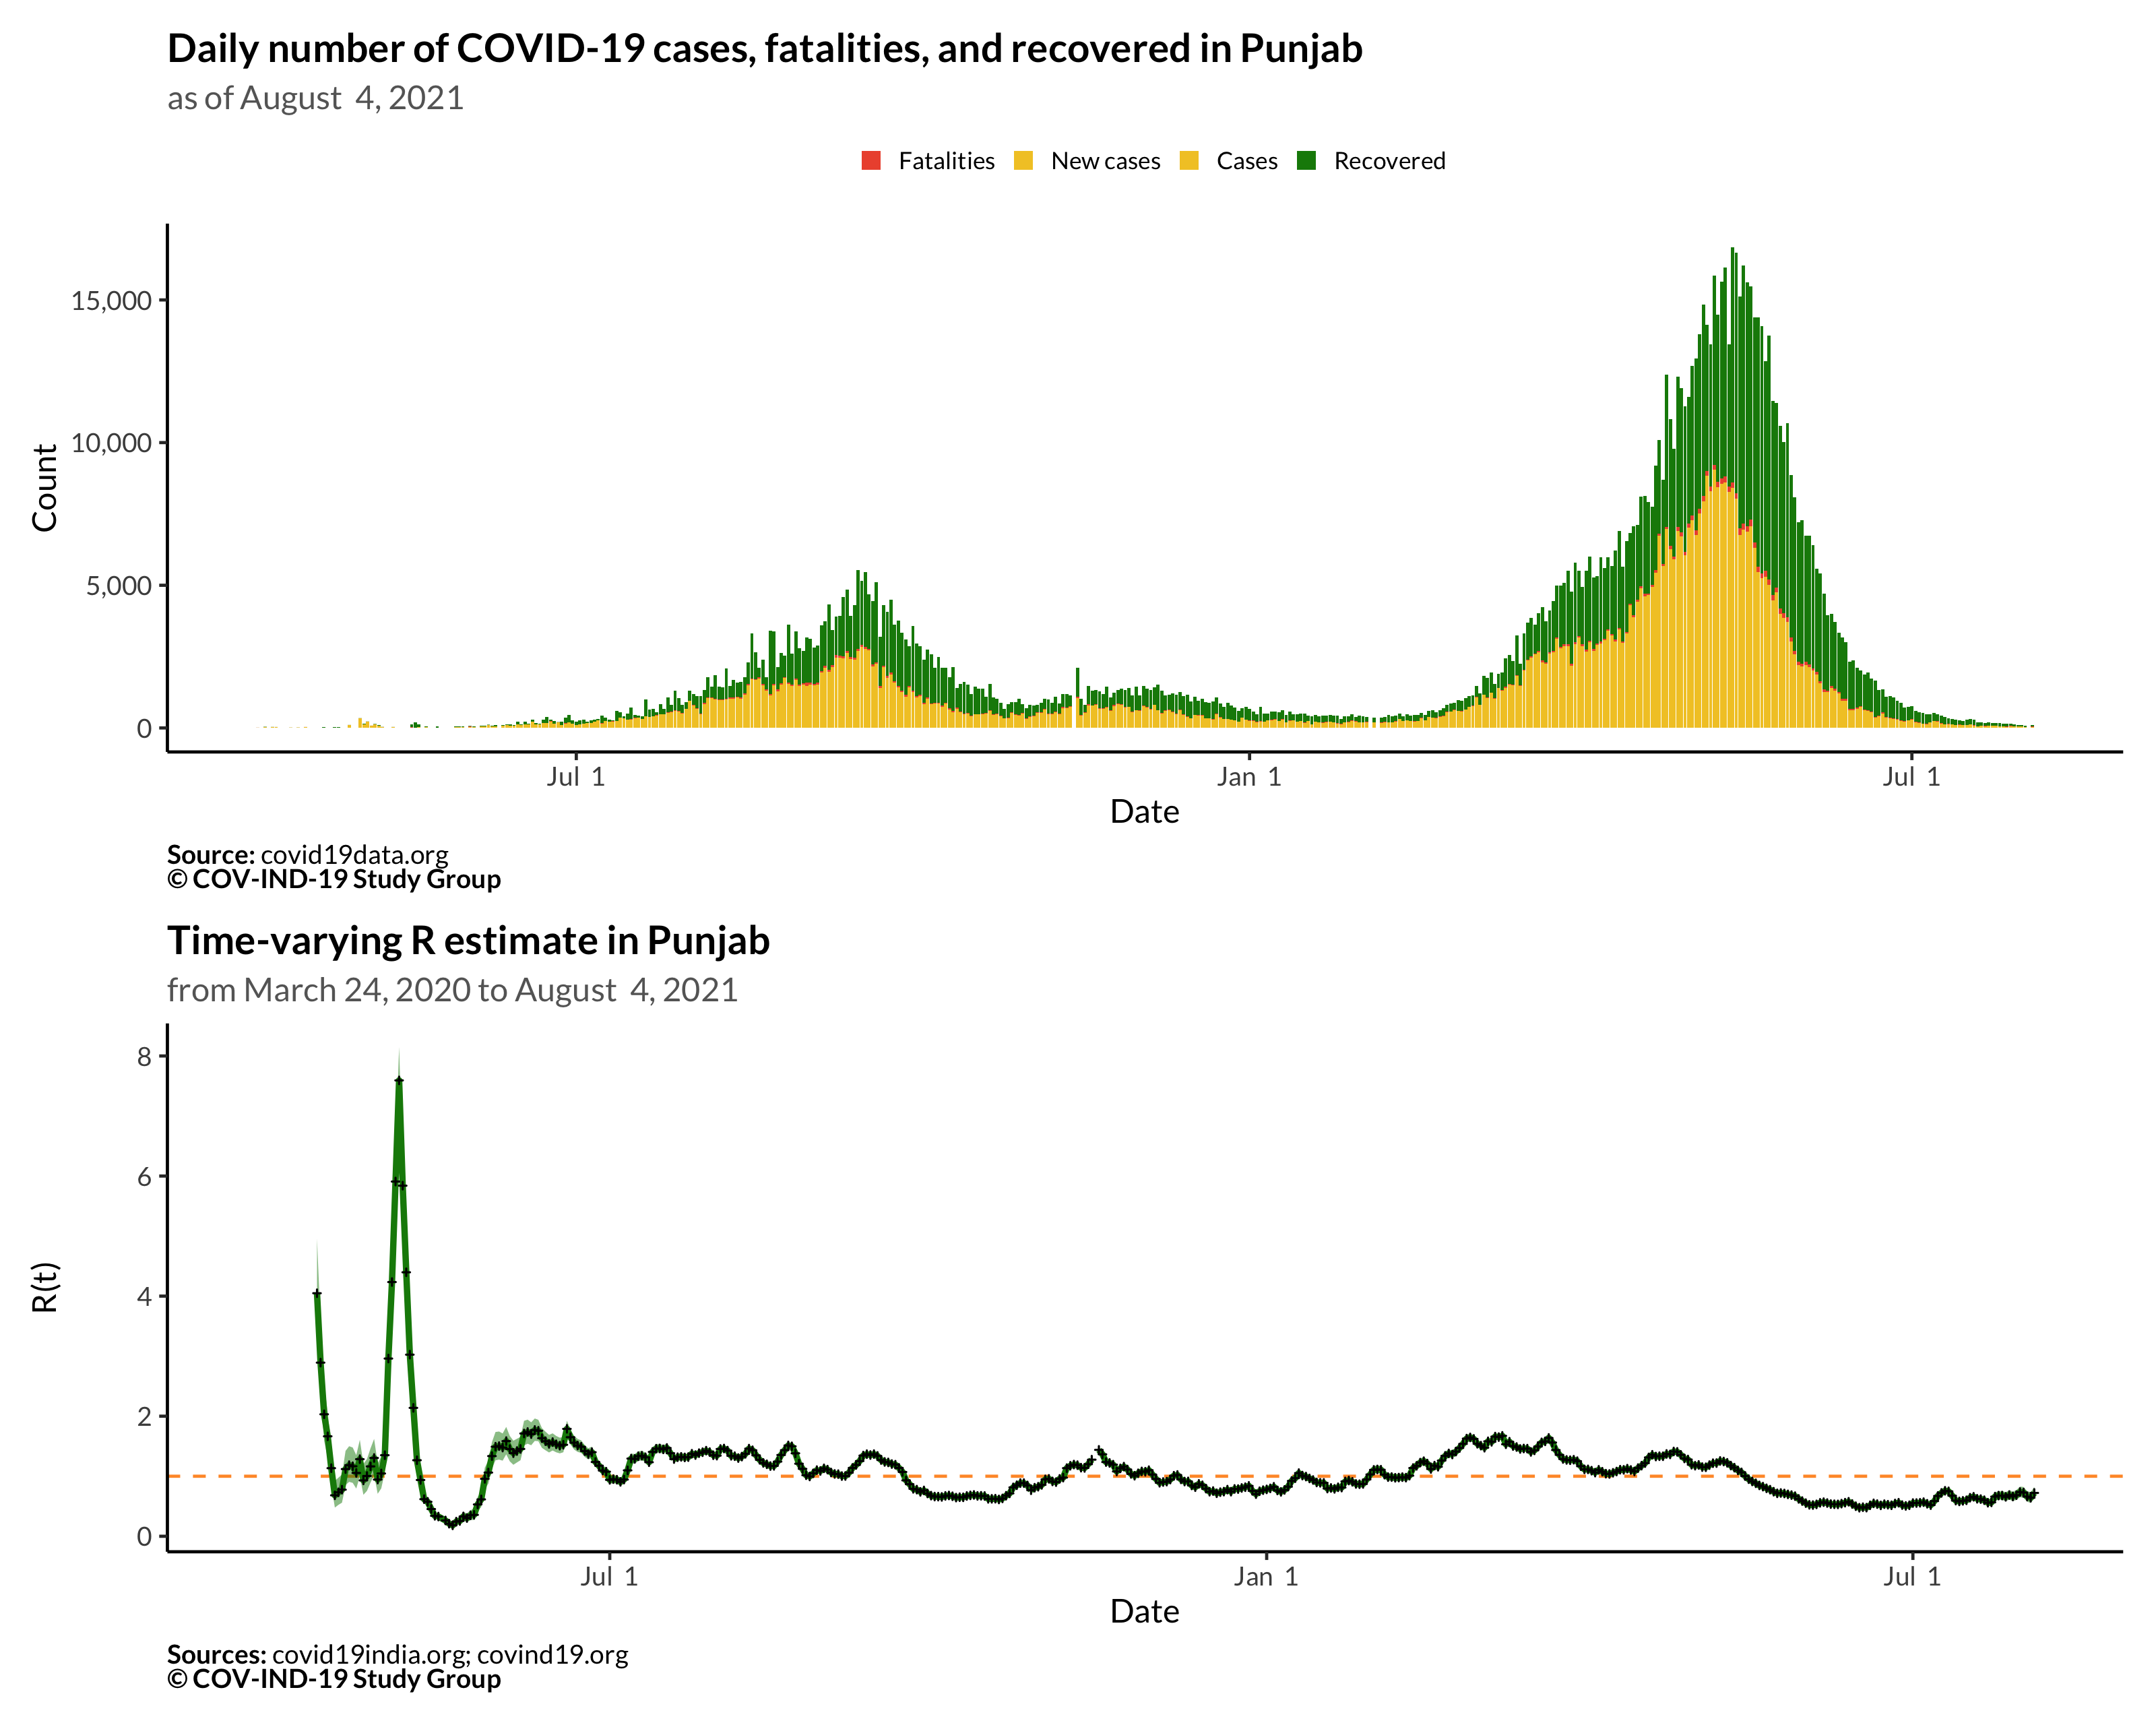 Daily number of COVID-19 cases, fatalities, and recovered in Punjab
as of August  4, 2021
Fatalities New cases Cases Recovered
15,000
10,000
5,000
0
Count
Jul  1 Jan  1 Jul  1
Date
Source: covid19data.org
© COV-IND-19 Study Group
Time-varying R estimate in Punjab
from March 24, 2020 to August  4, 2021
8
6
4
2
0
R(t)
Jul  1 Jan  1 Jul  1
Date
Sources: covid19india.org; covind19.org
© COV-IND-19 Study Group